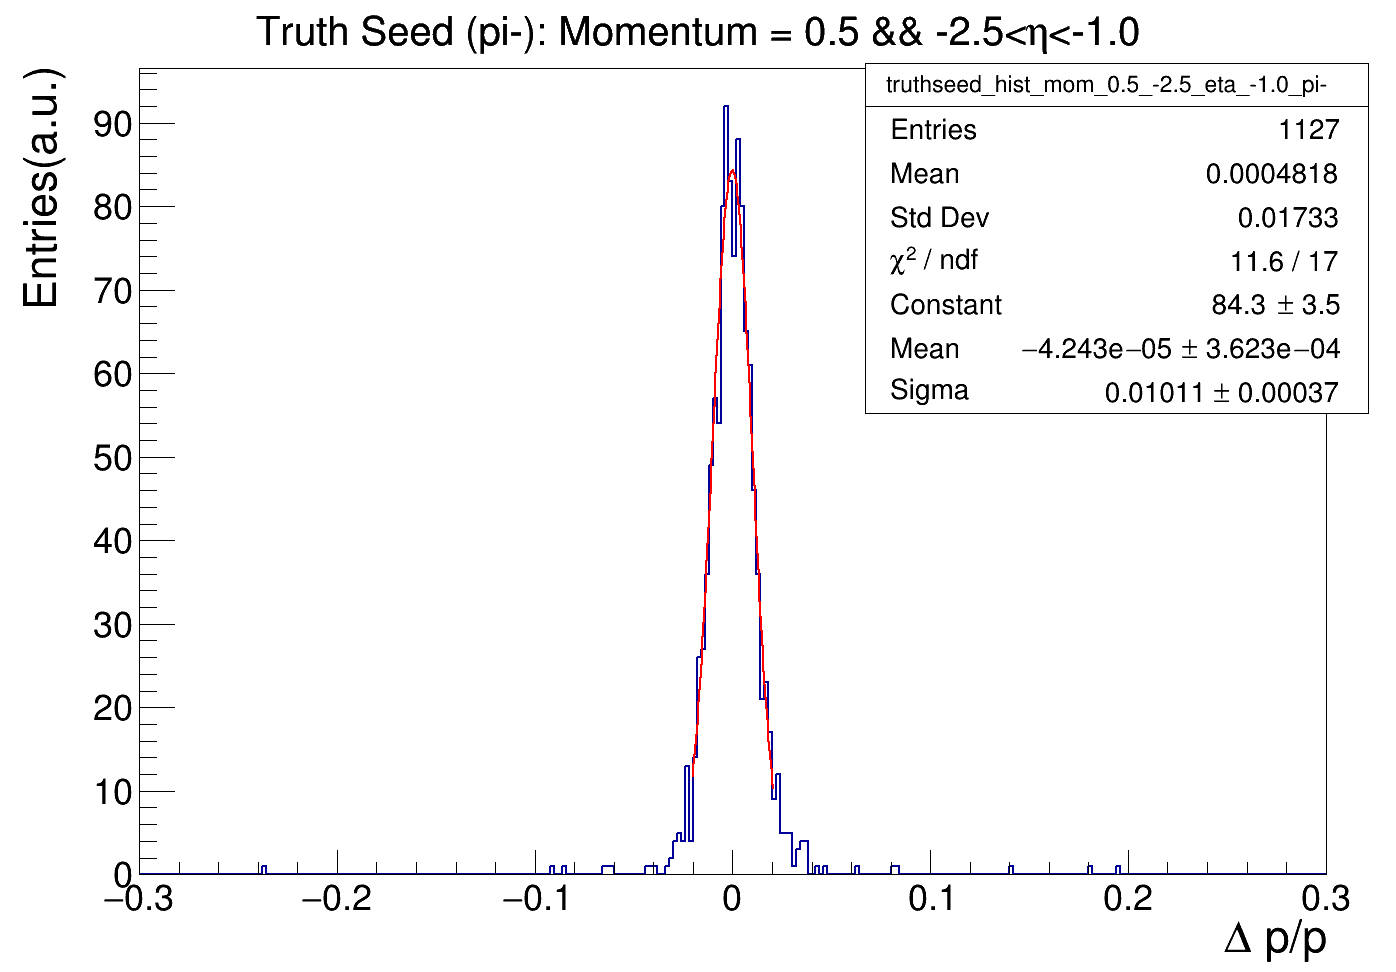 Truth Seed (pi-): Momentum = 0.5 && -2.5<η<-1.0
Entries(a.u.)
truthseed_hist_mom_0.5_-2.5_eta_-1.0_pi-
Entries 1127
Mean 0.0004818
Std Dev 0.01733
χ² / ndf 11.6 / 17
Constant 84.3 ± 3.5
Mean −4.243e−05 ± 3.623e−04
Sigma 0.01011 ± 0.00037
90
80
70
60
50
40
30
20
10
0
−0.3 −0.2 −0.1 0 0.1 0.2 0.3
Δ p/p